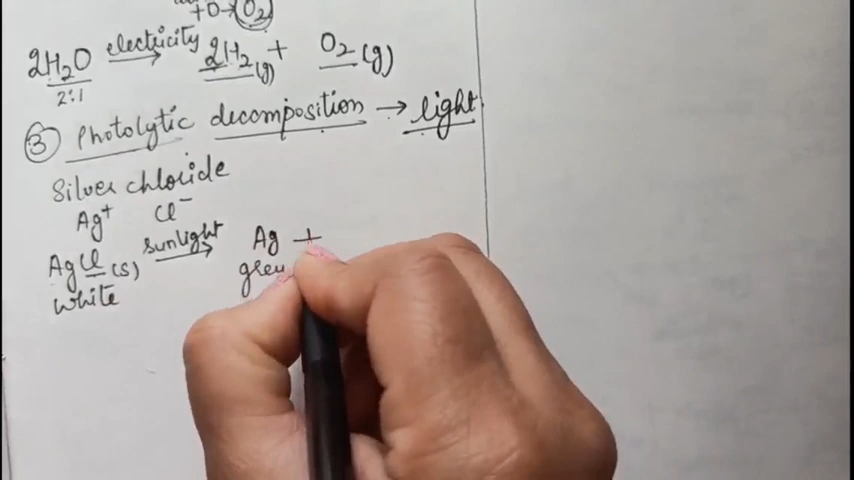 +O→O₂
2H₂O electricity→ 2H₂(g) + O₂(g)
2:1
③ Photolytic decomposition → light
Silver chloride
Ag⁺ Cl⁻
AgCl(s) sunlight→ Ag +
white grey